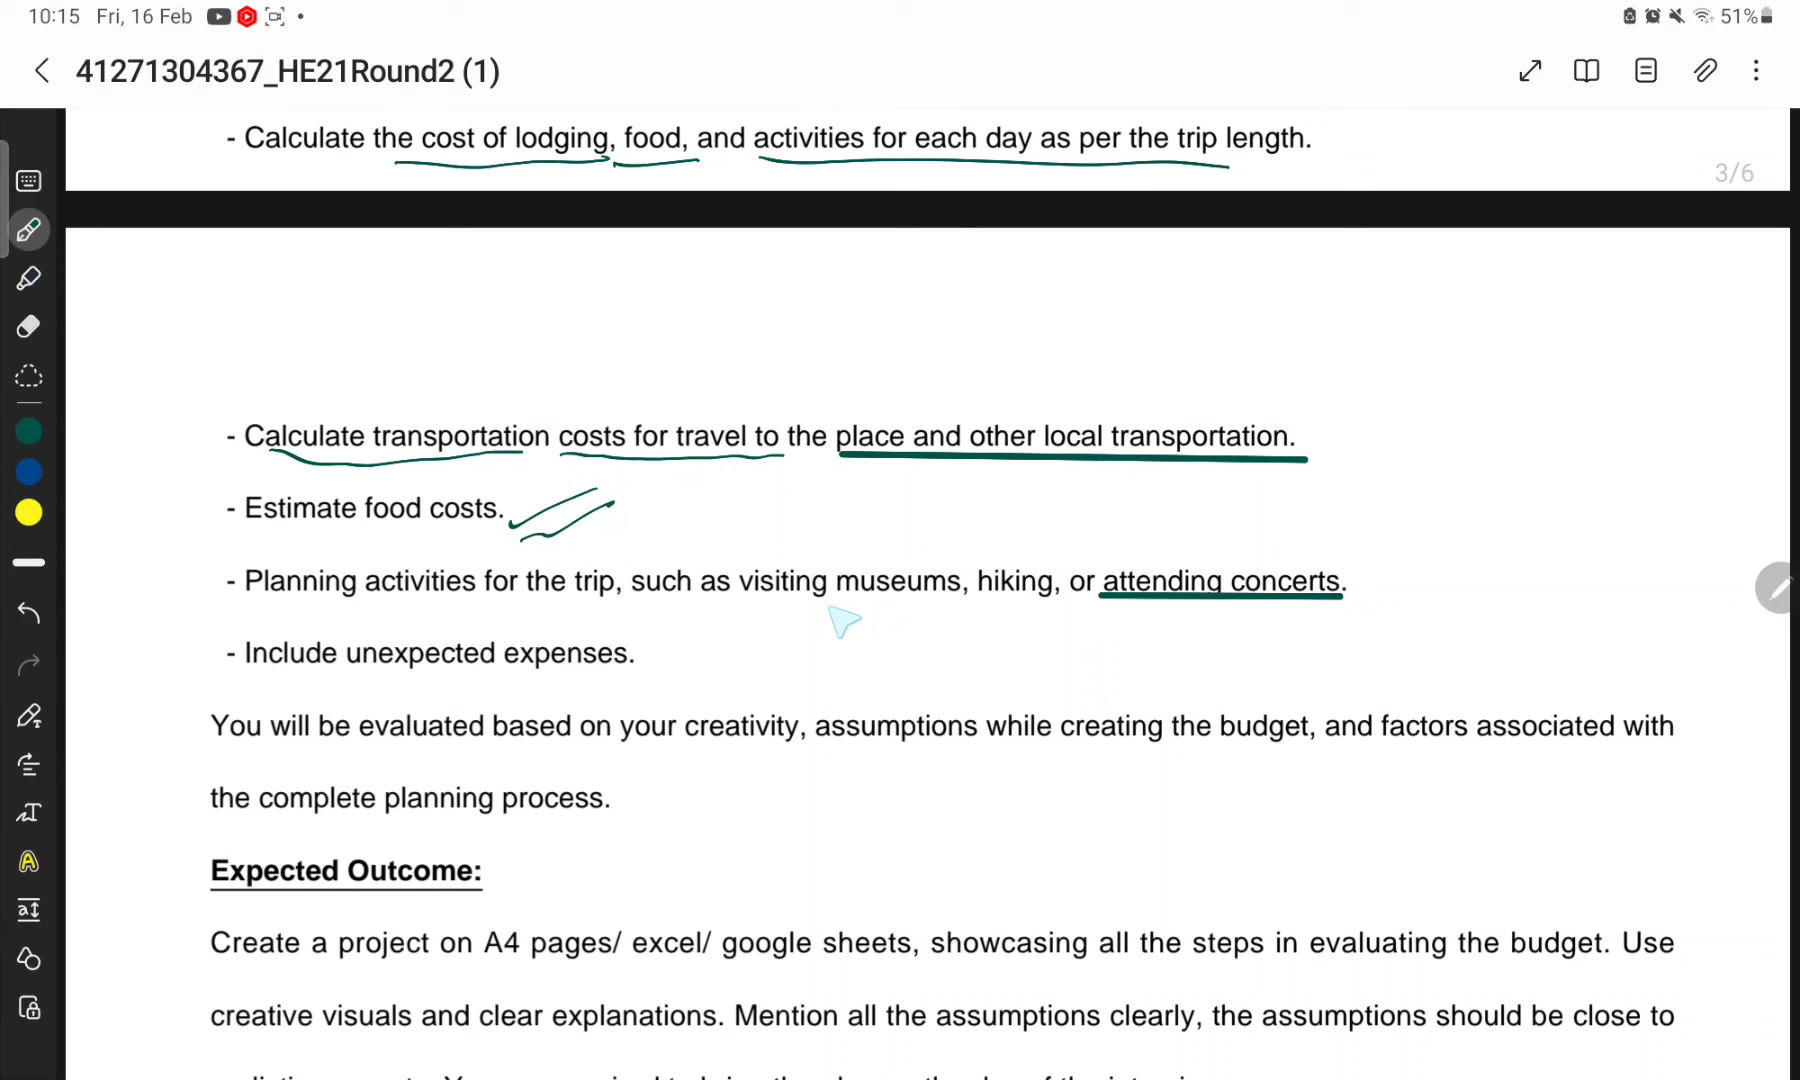 10:15 Fri, 16 Feb 51%
41271304367_HE21Round2 (1)
- Calculate the cost of lodging, food, and activities for each day as per the trip length.
3/6
- Calculate transportation costs for travel to the place and other local transportation.
- Estimate food costs.
- Planning activities for the trip, such as visiting museums, hiking, or attending concerts.
- Include unexpected expenses.
You will be evaluated based on your creativity, assumptions while creating the budget, and factors associated with
the complete planning process.
Expected Outcome:
Create a project on A4 pages/ excel/ google sheets, showcasing all the steps in evaluating the budget. Use
creative visuals and clear explanations. Mention all the assumptions clearly, the assumptions should be close to